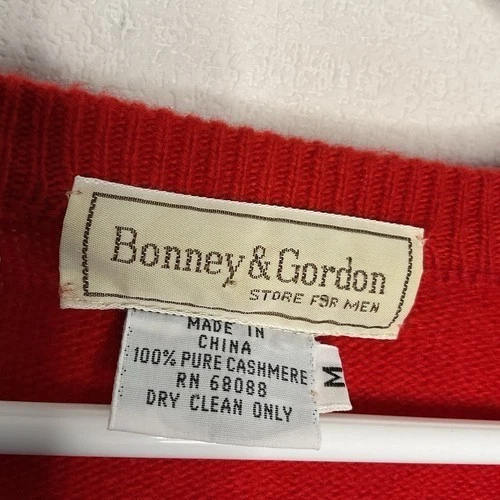 Bonney & Gordon
STORE FOR MEN
MADE IN
CHINA
100% PURE CASHMERE
RN 68088
DRY CLEAN ONLY
M